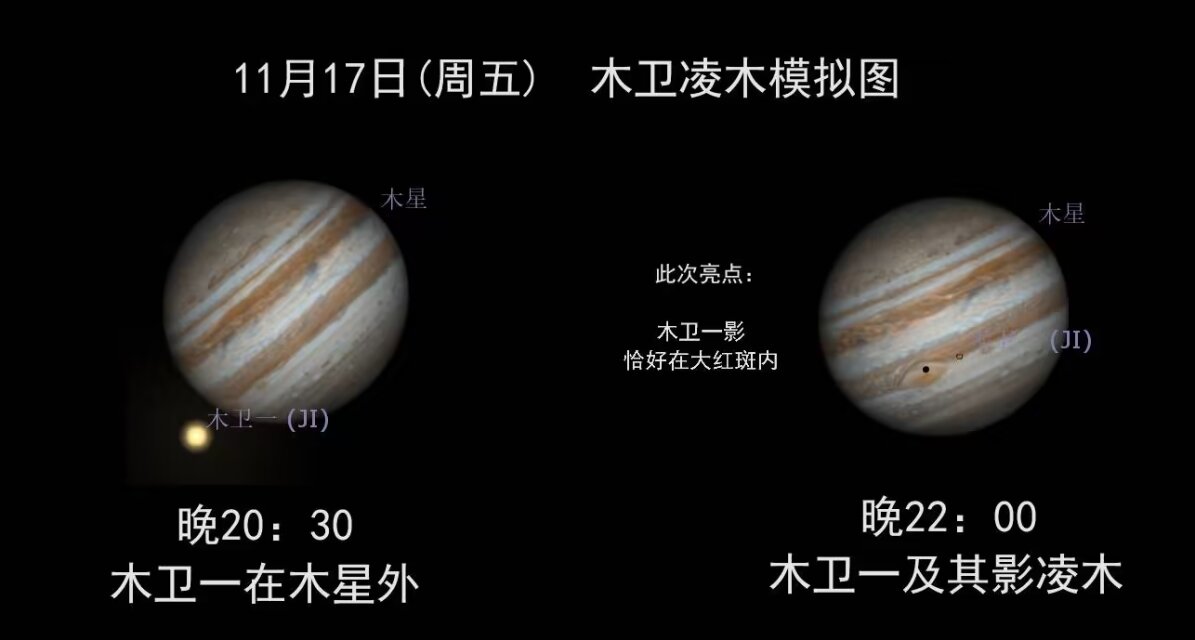 11月17日(周五) 木卫凌木模拟图
木星
木卫一 (JI)
晚20：30
木卫一在木星外
此次亮点：
木卫一影
恰好在大红斑内
木星
(JI)
晚22：00
木卫一及其影凌木